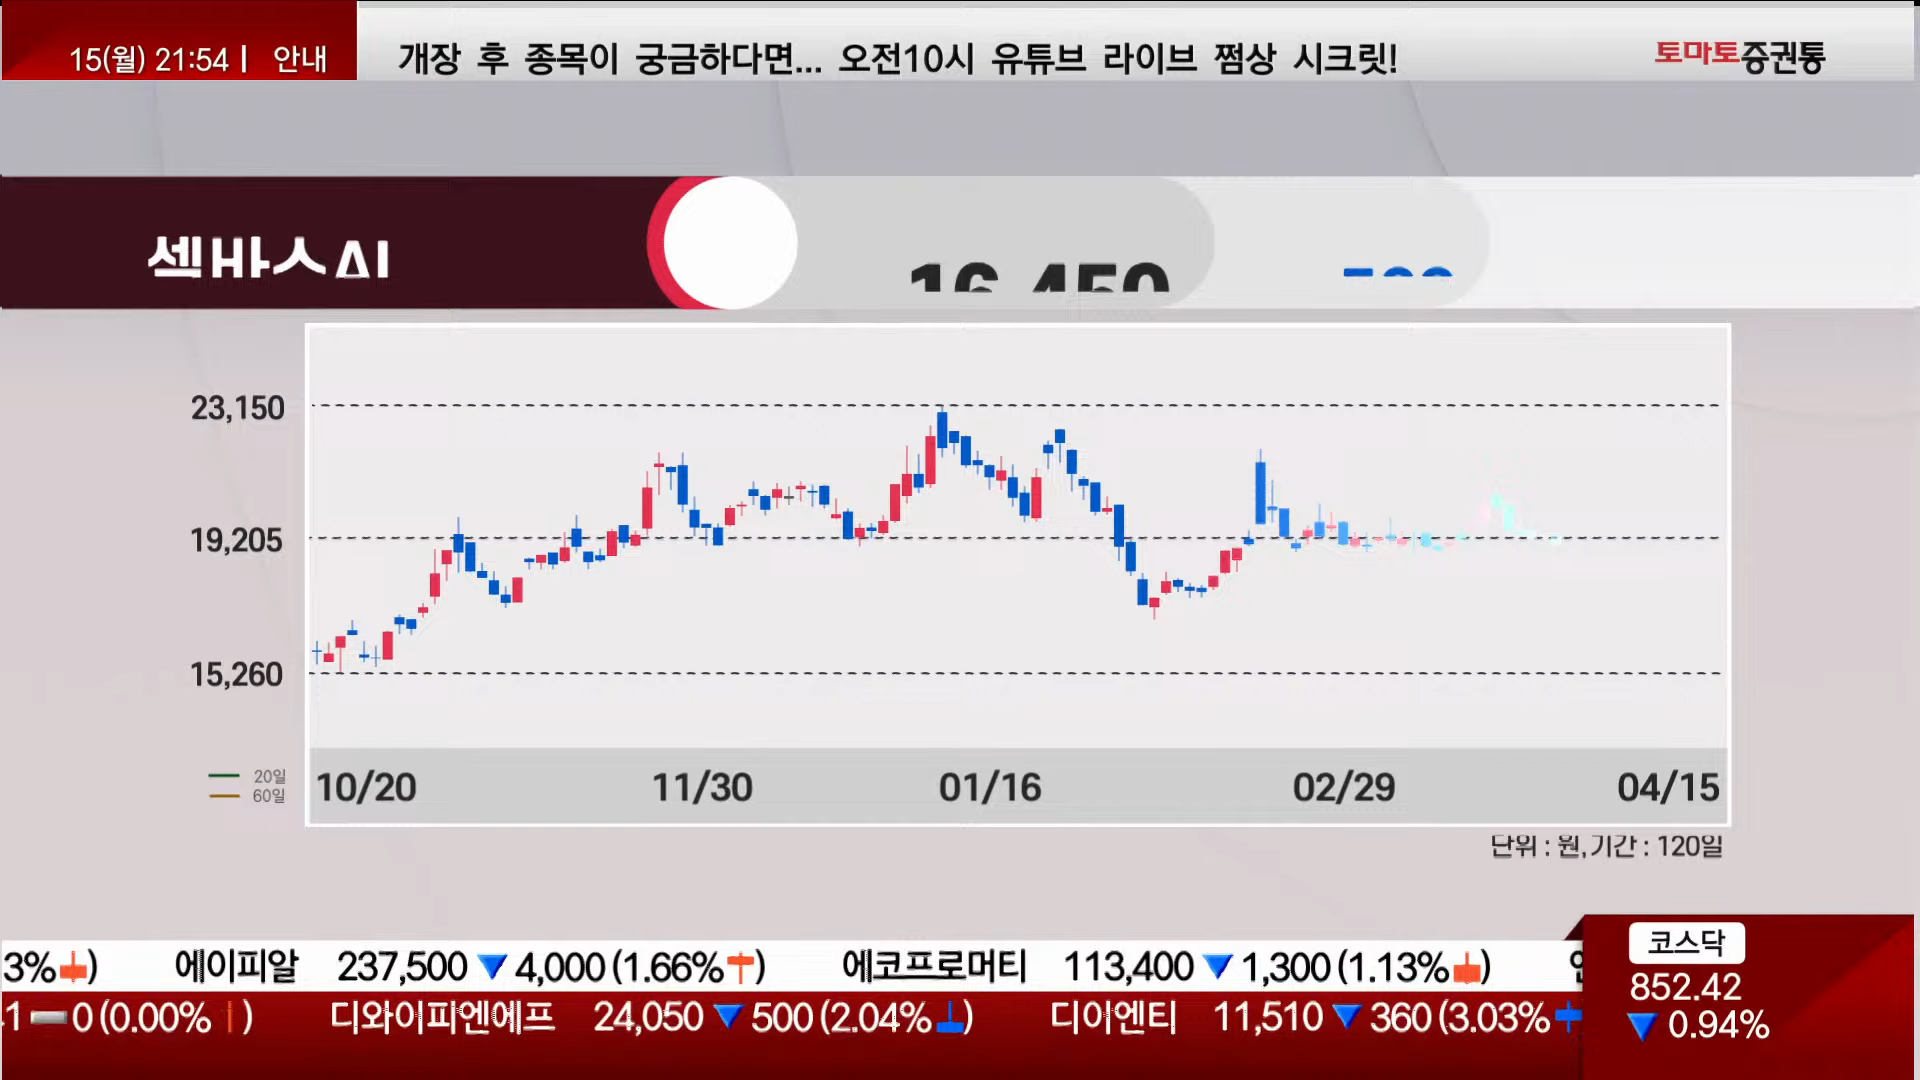 15(월) 21:54 | 안내
개장 후 종목이 궁금하다면... 오전10시 유튜브 라이브 쩜상 시크릿!
토마토증권통
셀바스AI
16,450
23,150
19,205
15,260
20일
60일
10/20 11/30 01/16 02/29 04/15
단위 : 원, 기간 : 120일
3% ) 에이피알 237,500 ▼ 4,000 (1.66% ) 에코프로머티 113,400 ▼ 1,300 (1.13% )
0 (0.00% ) 디와이피엔에프 24,050 ▼ 500 (2.04% ) 디이엔티 11,510 ▼ 360 (3.03%
코스닥
852.42
▼ 0.94%